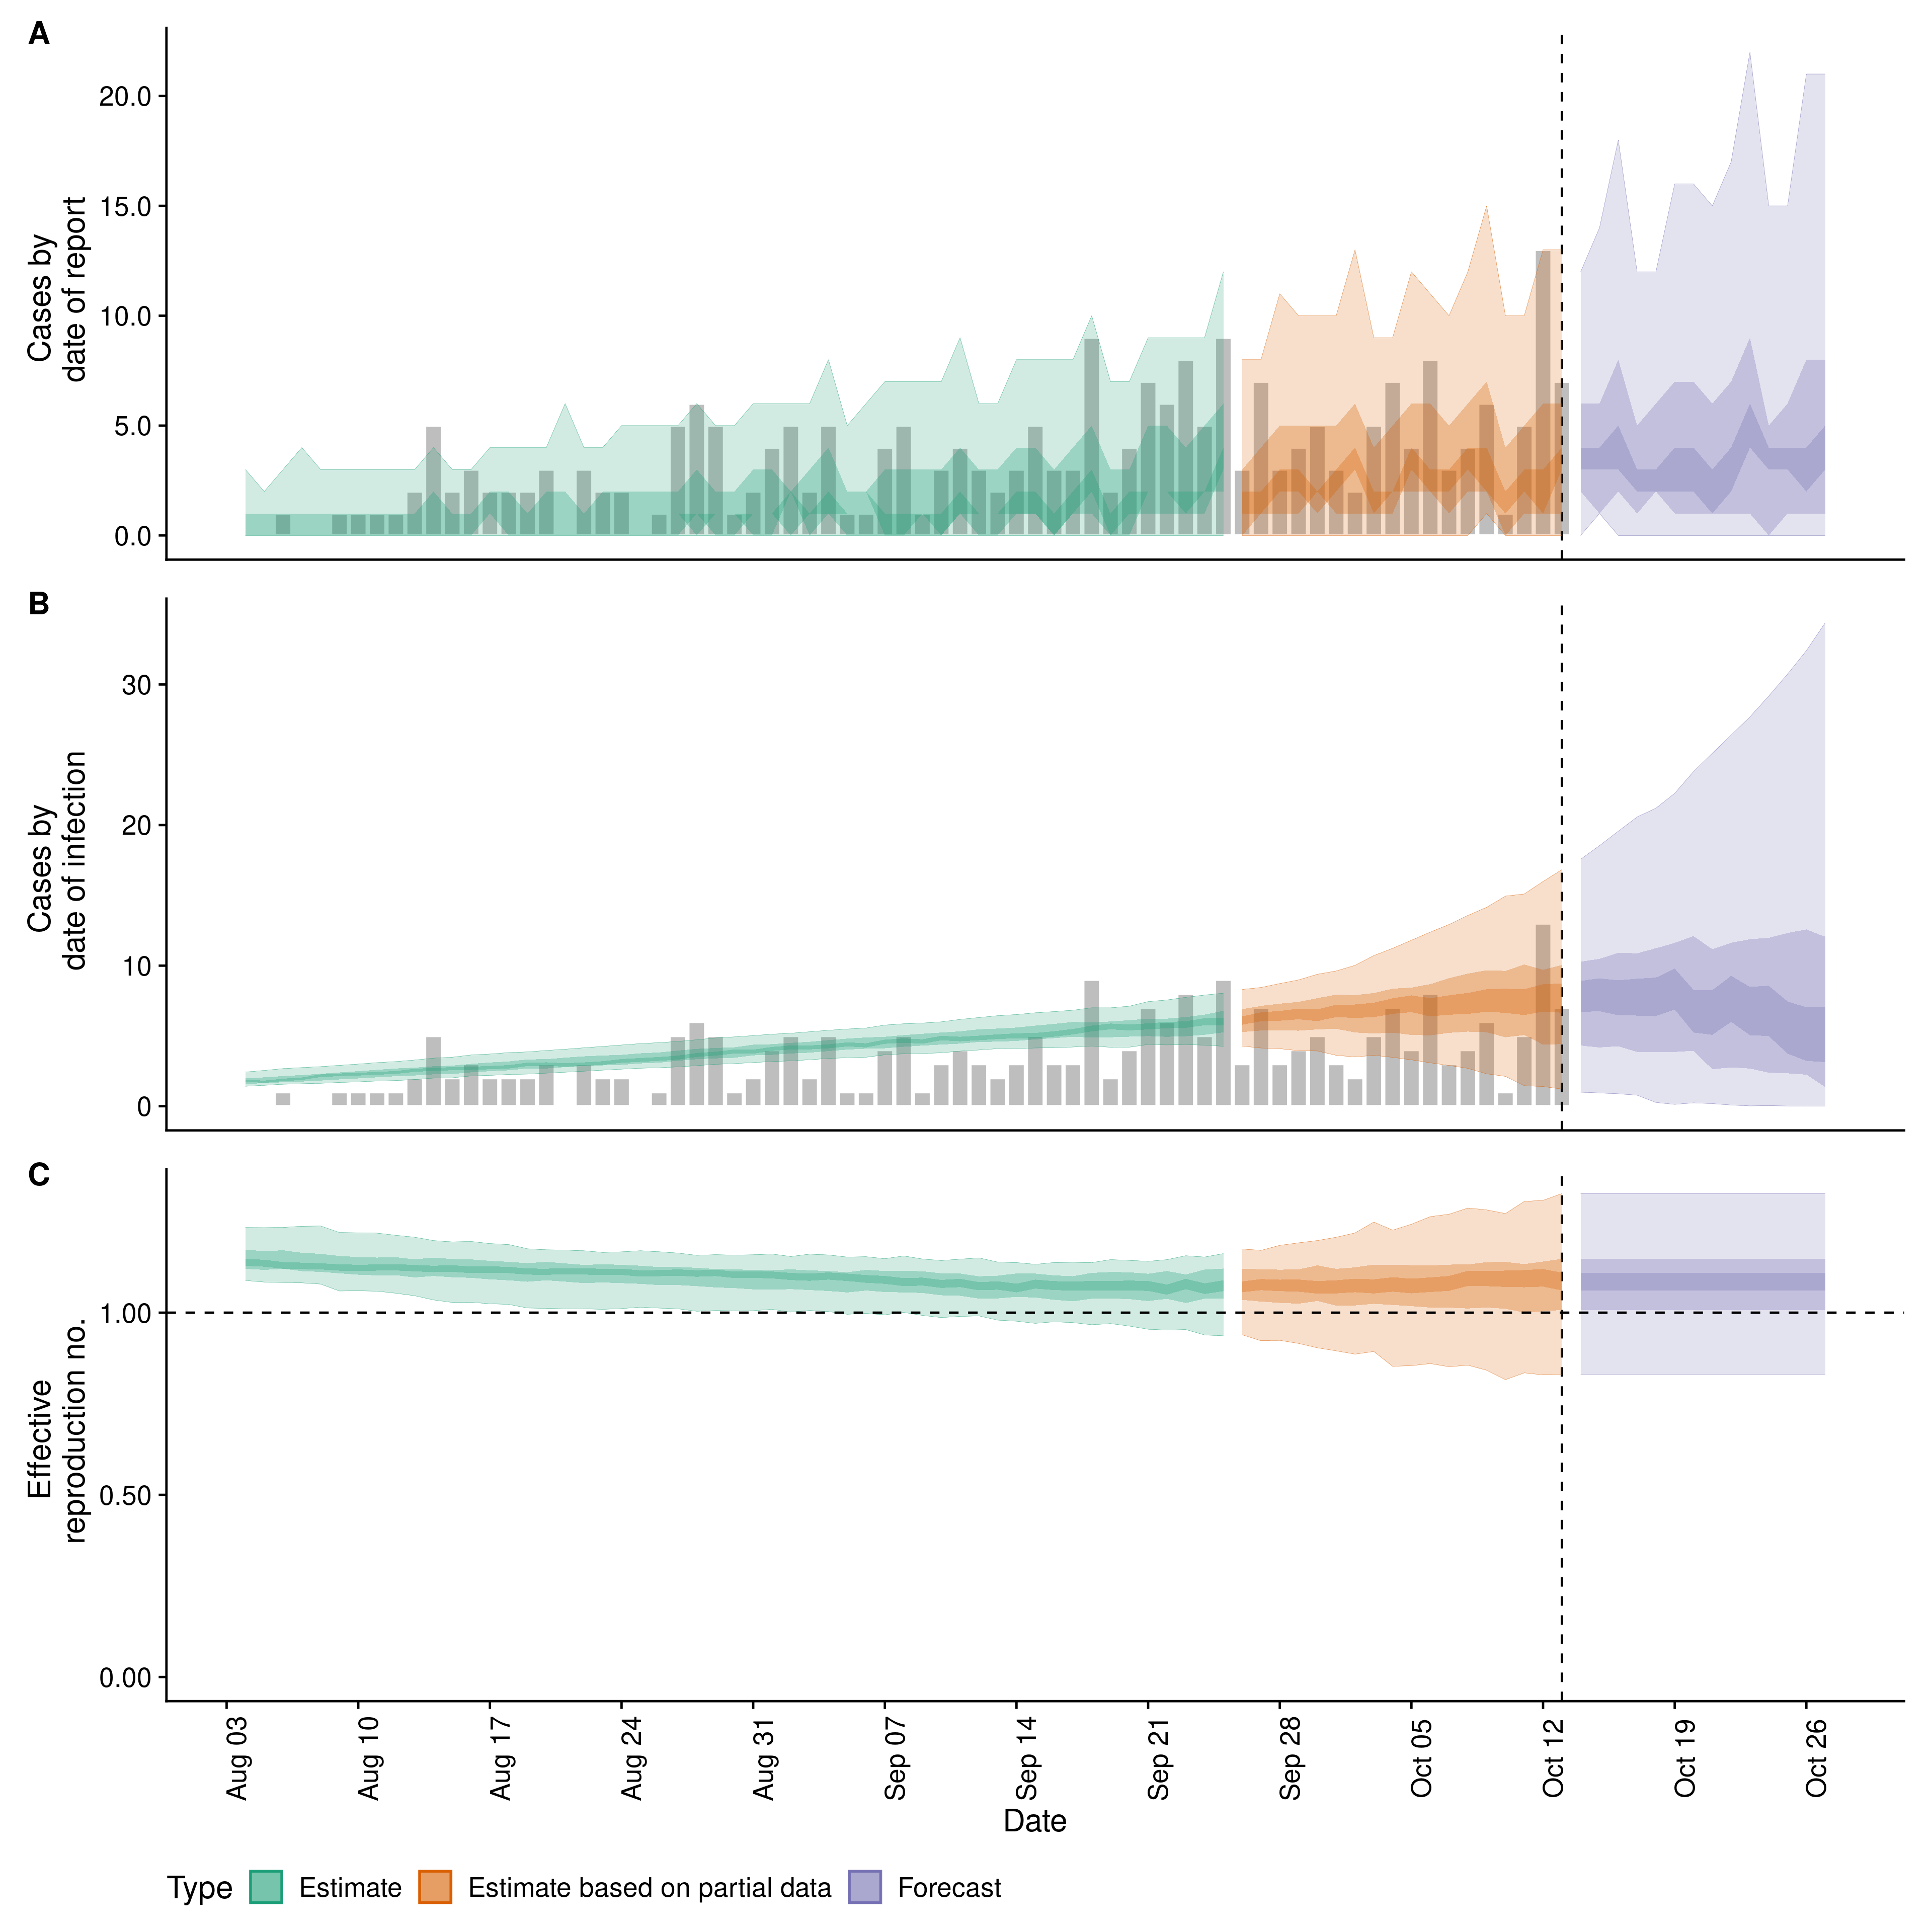 A
Cases by
date of report
20.0
15.0
10.0
5.0
0.0
B
Cases by
date of infection
30
20
10
0
C
Effective
reproduction no.
1.00
0.50
0.00
Aug 03
Aug 10
Aug 17
Aug 24
Aug 31
Sep 07
Sep 14
Sep 21
Sep 28
Oct 05
Oct 12
Oct 19
Oct 26
Date
Type Estimate Estimate based on partial data Forecast